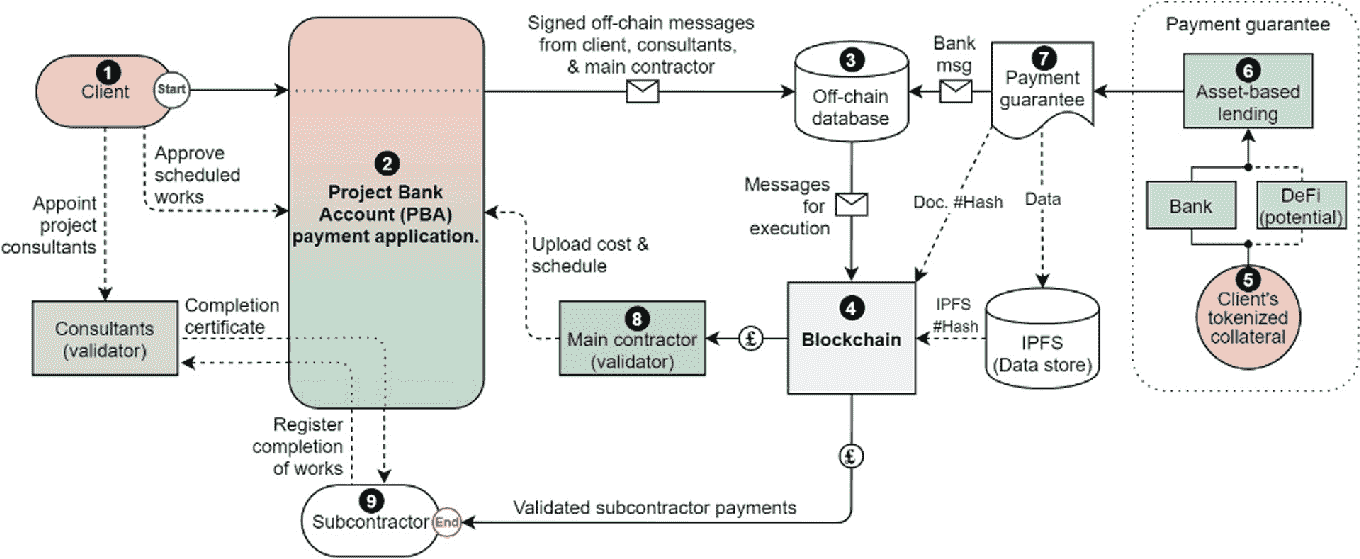 1
Client
Start
Approve
scheduled
works
Appoint
project
consultants
Consultants
(validator)
Completion
certificate
2
Project Bank
Account (PBA)
payment application.
Register
completion
of works
9
Subcontractor
End
Signed off-chain messages
from client, consultants,
& main contractor
3
Off-chain
database
Bank
msg
7
Payment
guarantee
Payment guarantee
6
Asset-based
lending
Bank
DeFi
(potential)
5
Client's
tokenized
collateral
Messages
for
execution
Doc. #Hash
Data
Upload cost &
schedule
8
Main contractor
(validator)
£
4
Blockchain
IPFS
#Hash
IPFS
(Data store)
£
Validated subcontractor payments